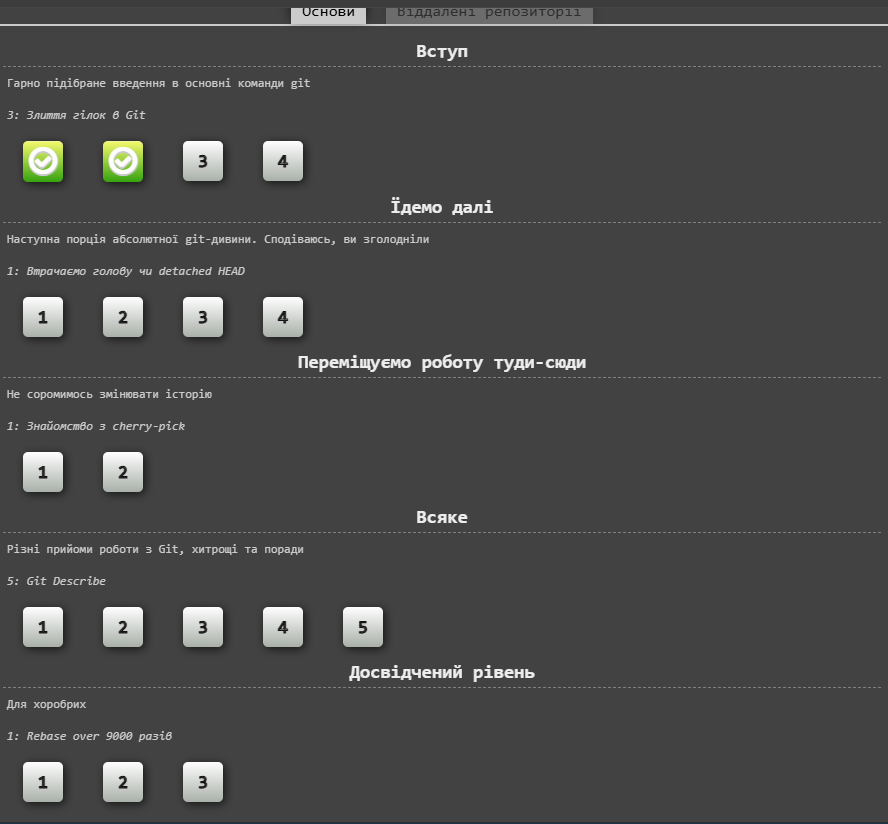 Основи Віддалені репозиторії
Вступ
Гарно підібране введення в основні команди git
3: Злиття гілок в Git
3 4
Їдемо далі
Наступна порція абсолютної git-дивини. Сподіваюсь, ви зголодніли
1: Втрачаємо голову чи detached HEAD
1 2 3 4
Переміщуємо роботу туди-сюди
Не соромимось змінювати історію
1: Знайомство з cherry-pick
1 2
Всяке
Різні прийоми роботи з Git, хитрощі та поради
5: Git Describe
1 2 3 4 5
Досвідчений рівень
Для хоробрих
1: Rebase over 9000 разів
1 2 3